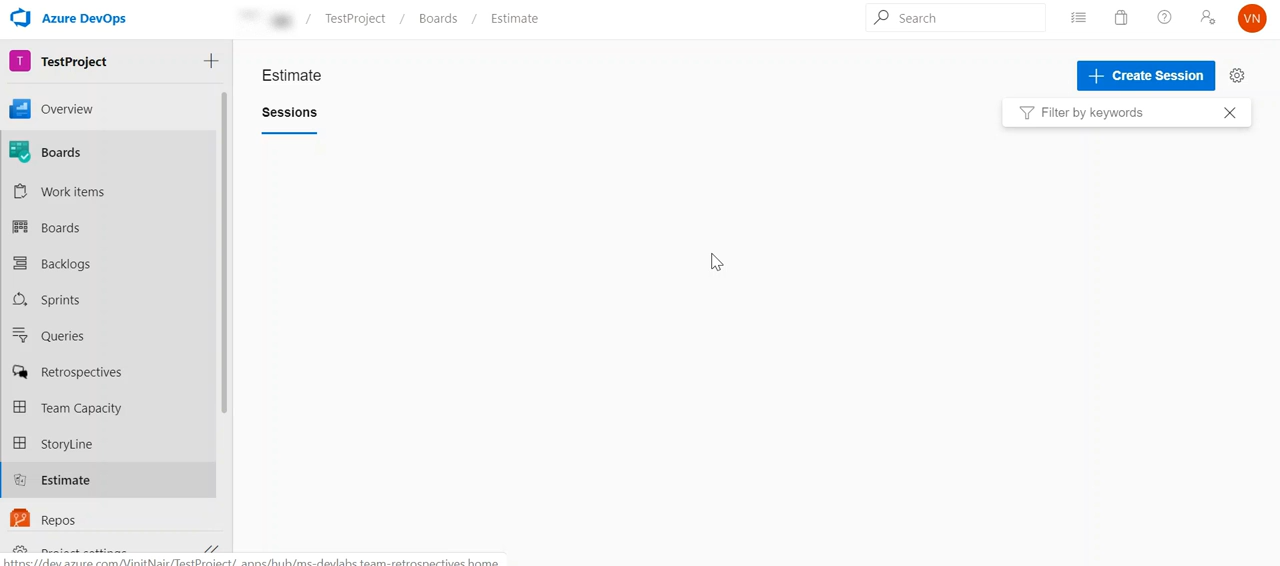 Azure DevOps / TestProject / Boards / Estimate Search VN
T TestProject
Estimate
Create Session
Sessions
Filter by keywords
Overview
Boards
Work items
Boards
Backlogs
Sprints
Queries
Retrospectives
Team Capacity
StoryLine
Estimate
Repos
Project settings
https://dev.azure.com/VinitNair/TestProject/_apps/hub/ms-devlabs.team-retrospectives.home